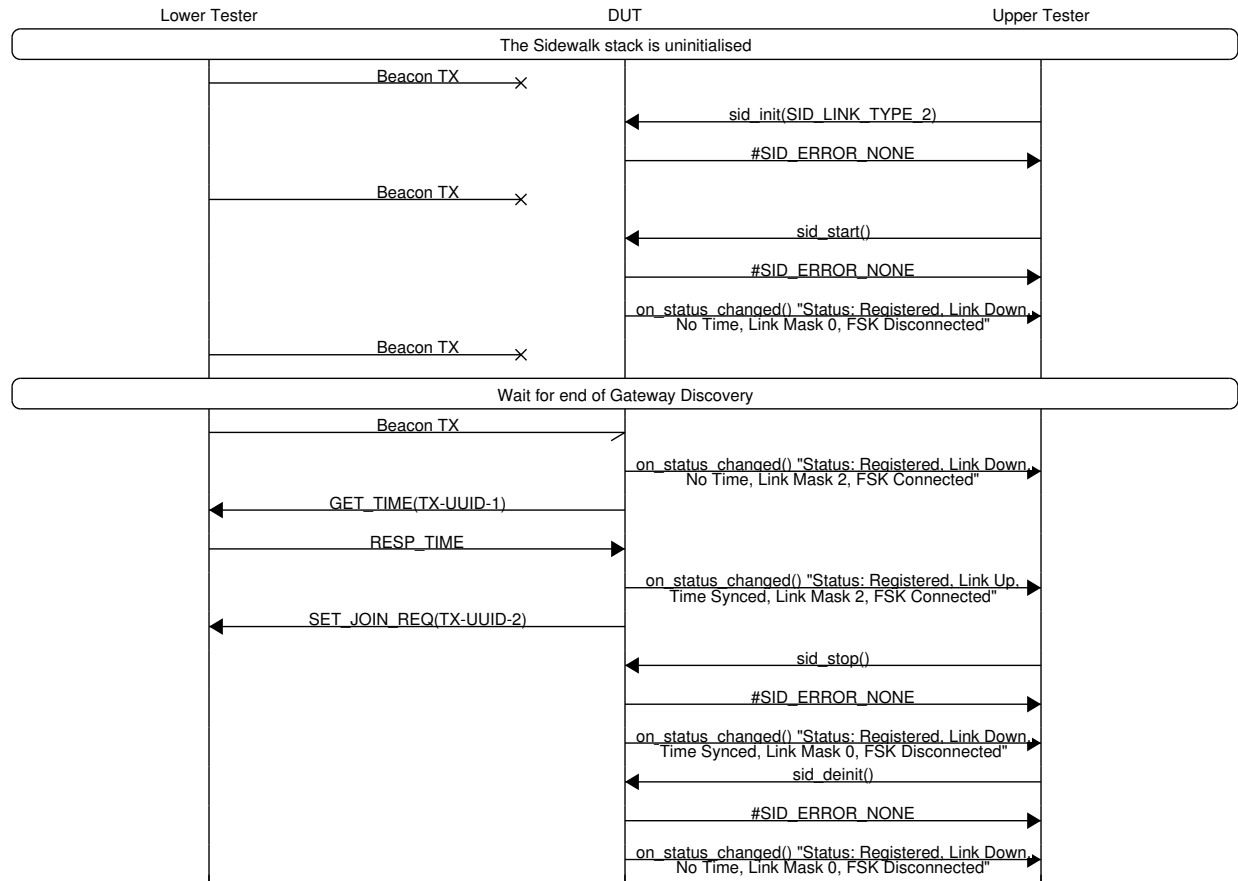 Lower Tester DUT Upper Tester
The Sidewalk stack is uninitialised
Beacon TX
sid_init(SID_LINK_TYPE_2)
#SID_ERROR_NONE
Beacon TX
sid_start()
#SID_ERROR_NONE
on_status_changed() "Status: Registered, Link Down,
No Time, Link Mask 0, FSK Disconnected"
Beacon TX
Wait for end of Gateway Discovery
Beacon TX
on_status_changed() "Status: Registered, Link Down,
No Time, Link Mask 2, FSK Connected"
GET_TIME(TX-UUID-1)
RESP_TIME
on_status_changed() "Status: Registered, Link Up,
Time Synced, Link Mask 2, FSK Connected"
SET_JOIN_REQ(TX-UUID-2)
sid_stop()
#SID_ERROR_NONE
on_status_changed() "Status: Registered, Link Down,
Time Synced, Link Mask 0, FSK Disconnected"
sid_deinit()
#SID_ERROR_NONE
on_status_changed() "Status: Registered, Link Down,
No Time, Link Mask 0, FSK Disconnected"